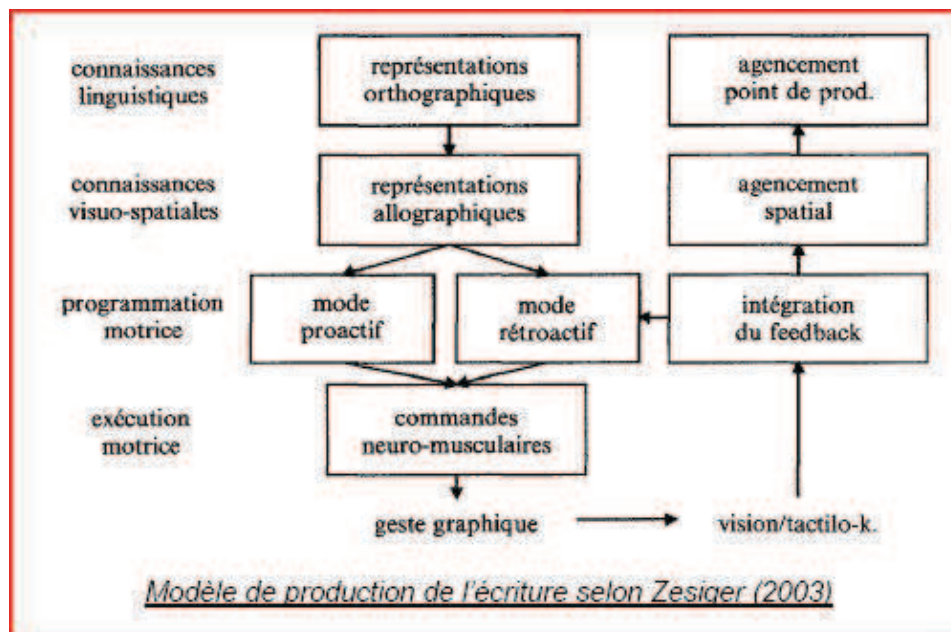 connaissances
linguistiques
représentations
orthographiques
agencement
point de prod.
connaissances
visuo-spatiales
représentations
allographiques
agencement
spatial
programmation
motrice
mode
proactif
mode
rétroactif
intégration
du feedback
exécution
motrice
commandes
neuro-musculaires
geste graphique
vision/tactilo-k.
Modèle de production de l'écriture selon Zesiger (2003)